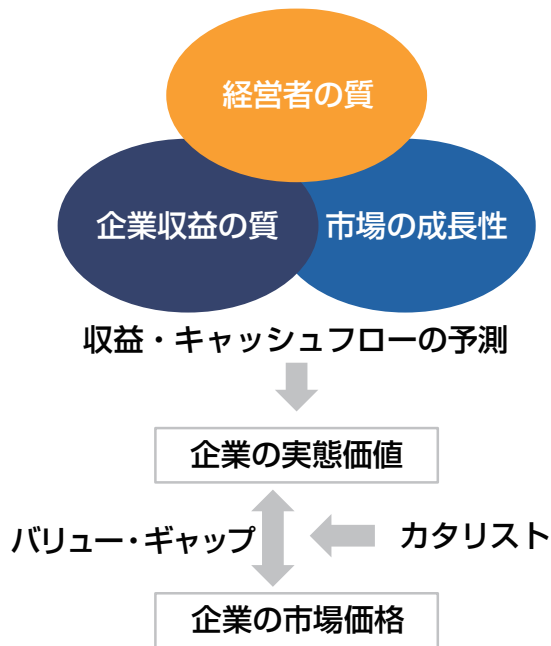 経営者の質
企業収益の質
市場の成長性
収益・キャッシュフローの予測
企業の実態価値
バリュー・ギャップ
カタリスト
企業の市場価格